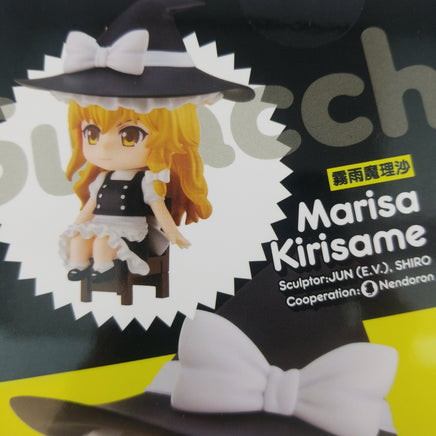 霧雨魔理沙
Marisa
Kirisame
Sculptor:JUN (E.V.), SHIRO
Cooperation: Nendoron